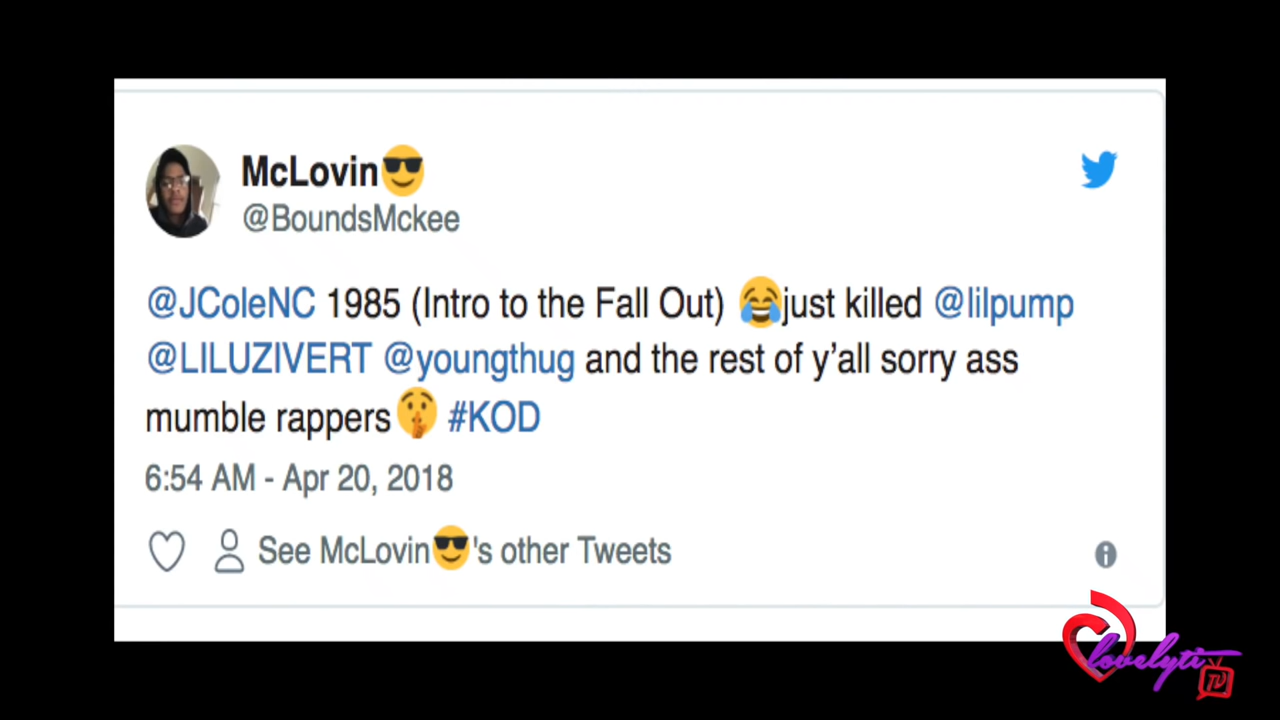 McLovin😎
@BoundsMckee
@JColeNC 1985 (Intro to the Fall Out) 😂just killed @lilpump
@LILUZIVERT @youngthug and the rest of y’all sorry ass
mumble rappers🤫 #KOD
6:54 AM - Apr 20, 2018
See McLovin😎's other Tweets
lovelyti
TV